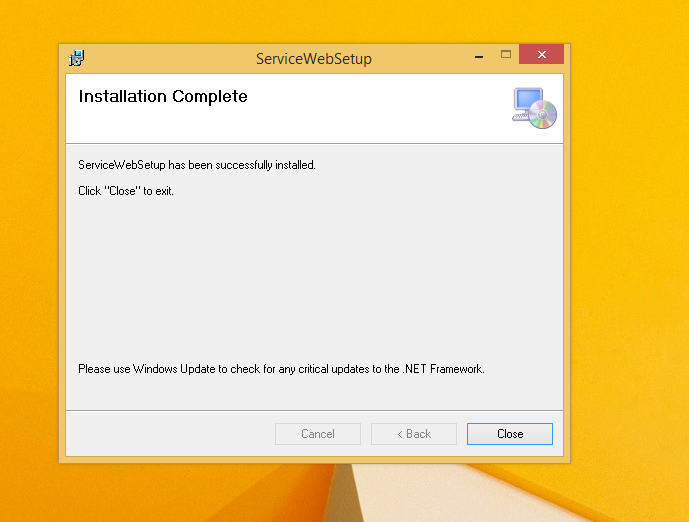 ServiceWebSetup
Installation Complete
ServiceWebSetup has been successfully installed.
Click "Close" to exit.
Please use Windows Update to check for any critical updates to the .NET Framework.
Cancel
< Back
Close